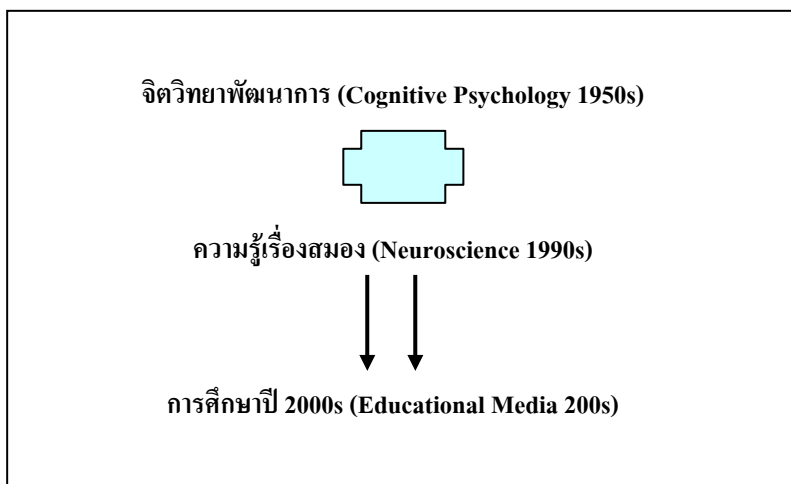 จิตวิทยาพัฒนาการ (Cognitive Psychology 1950s)
ความรู้เรื่องสมอง (Neuroscience 1990s)
การศึกษาปี 2000s (Educational Media 200s)